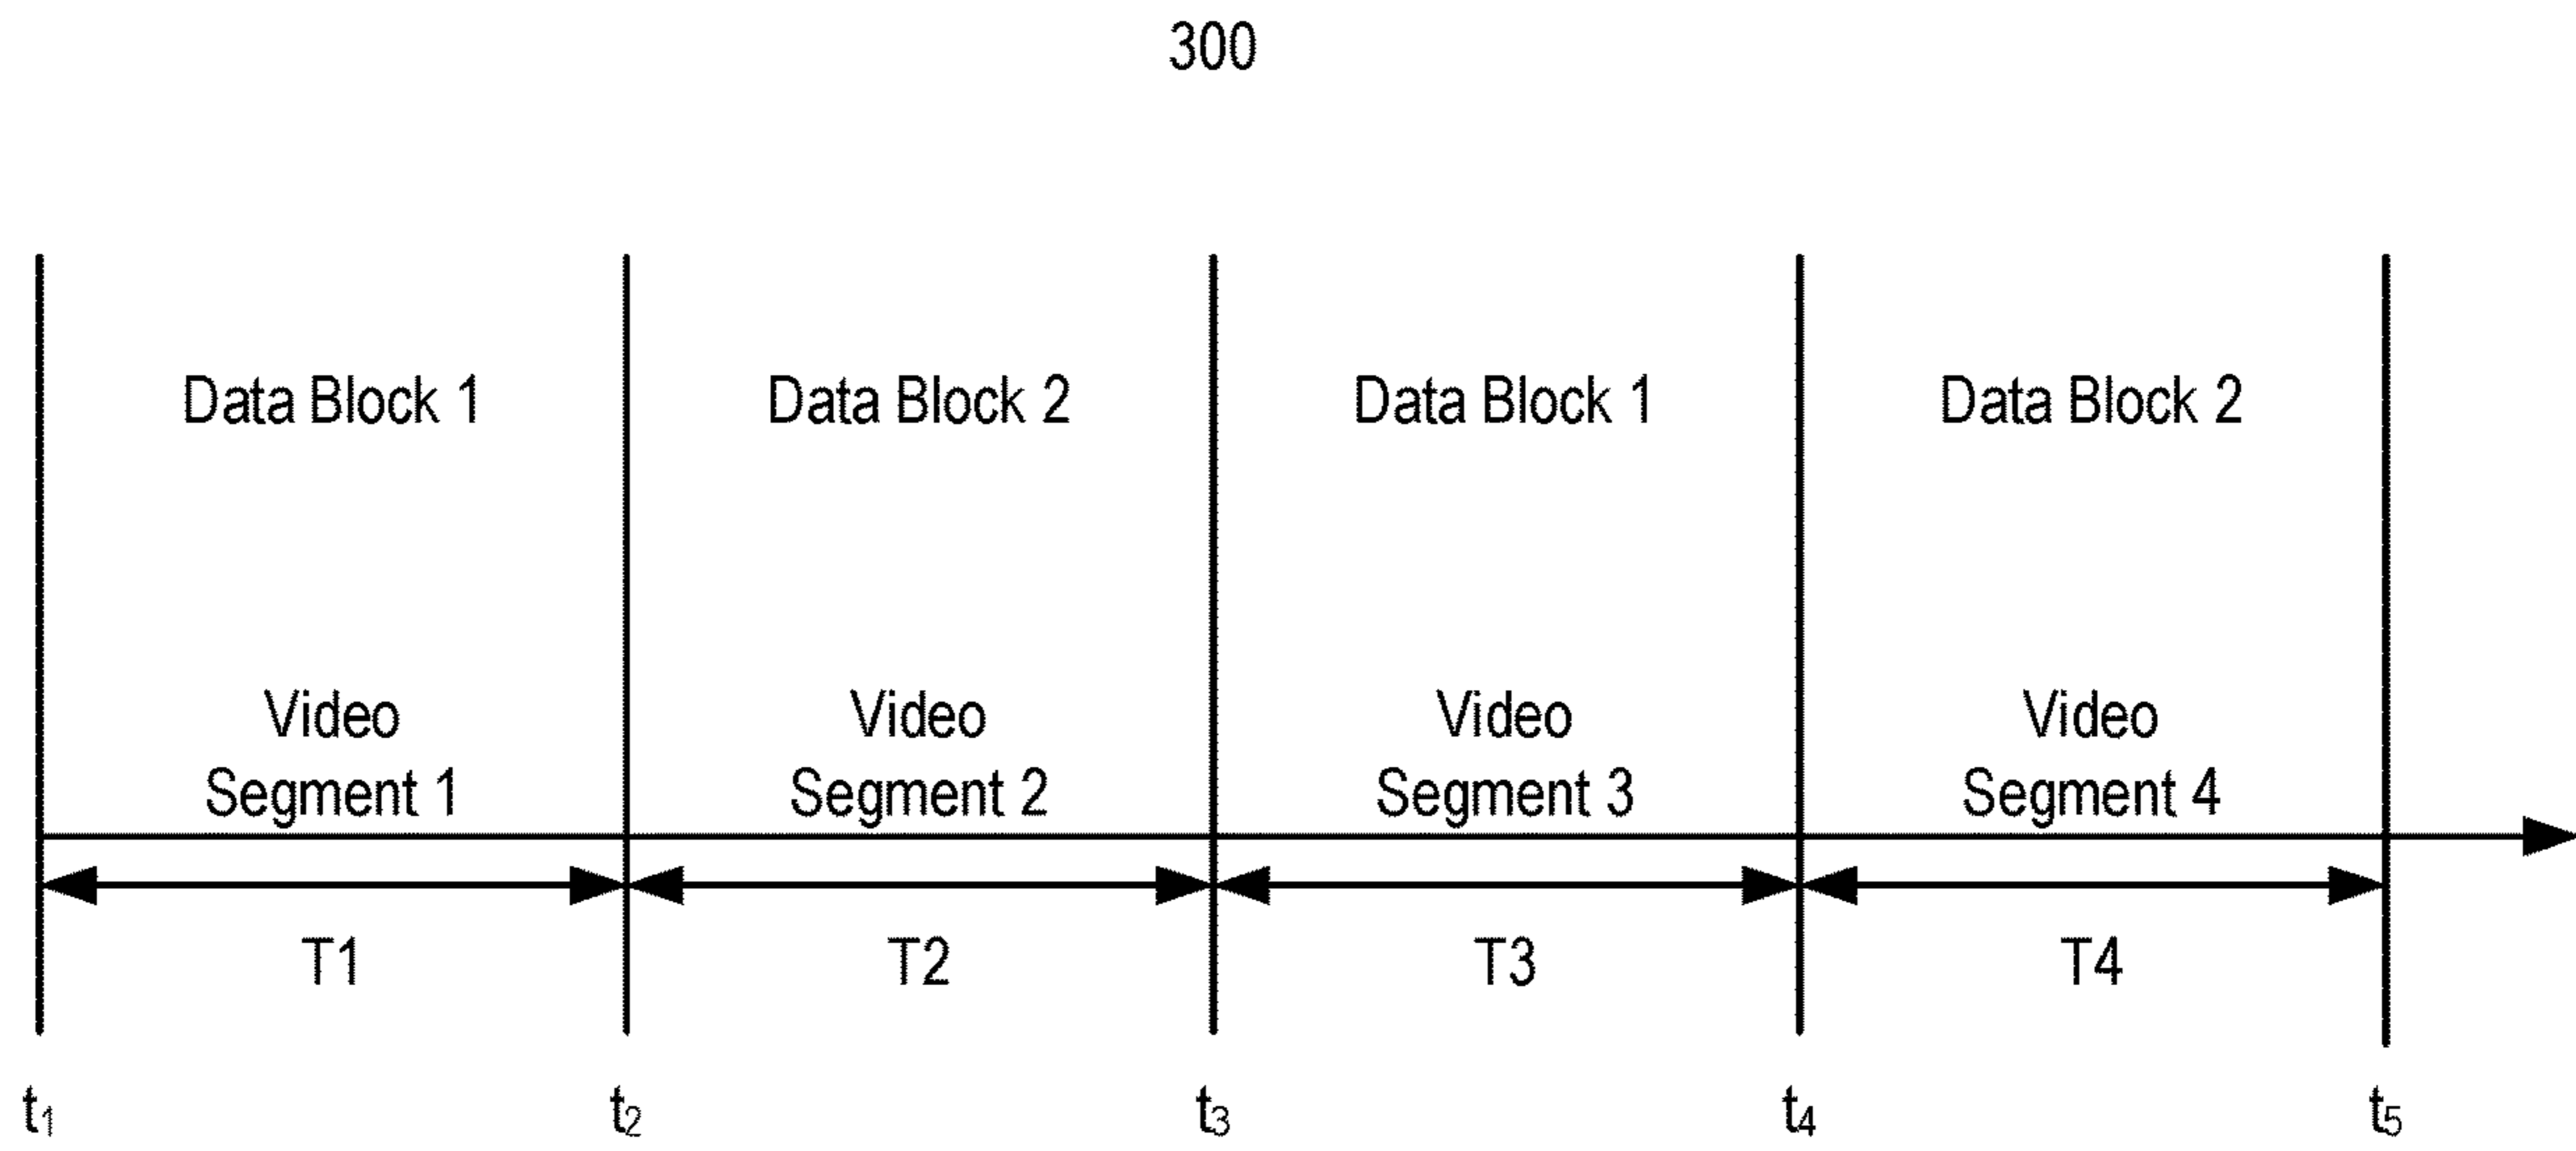 300
Data Block 1
Data Block 2
Data Block 1
Data Block 2
Video
Segment 1
Video
Segment 2
Video
Segment 3
Video
Segment 4
T1
T2
T3
T4
t1
t2
t3
t4
t5